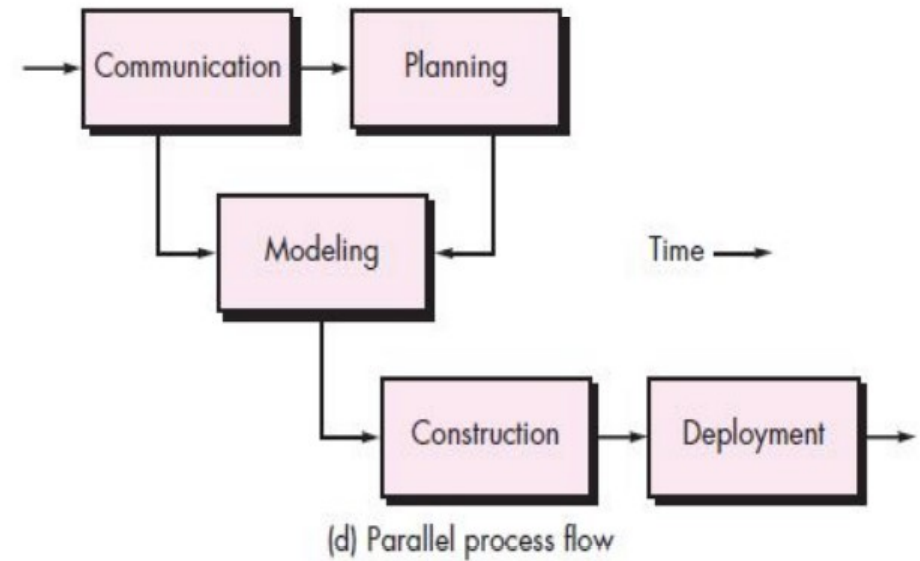 Communication
Planning
Modeling
Time
Construction
Deployment
(d) Parallel process flow